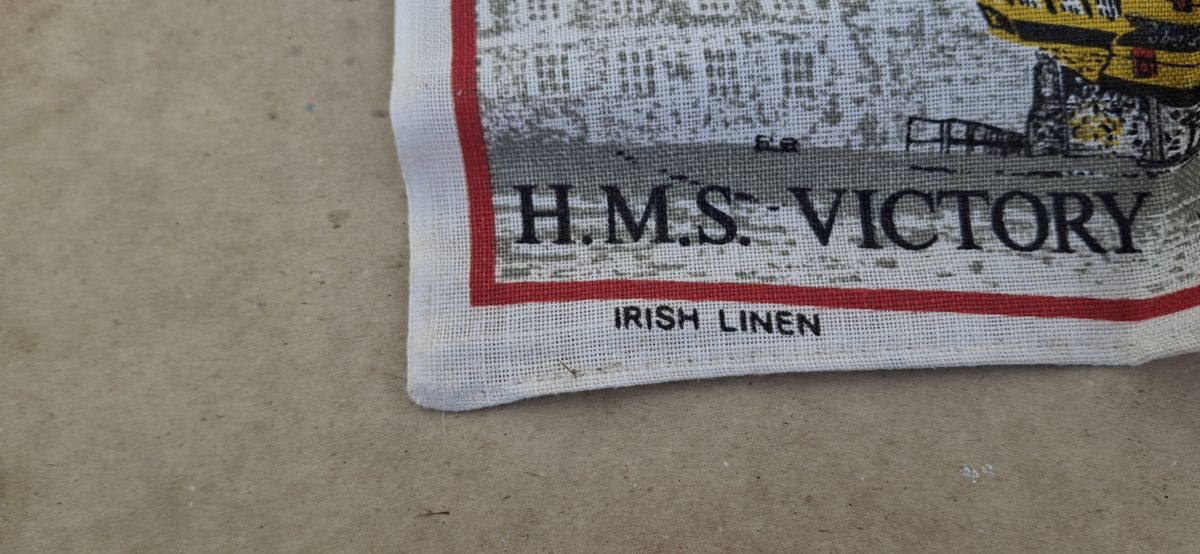 H.M.S. VICTORY
IRISH LINEN